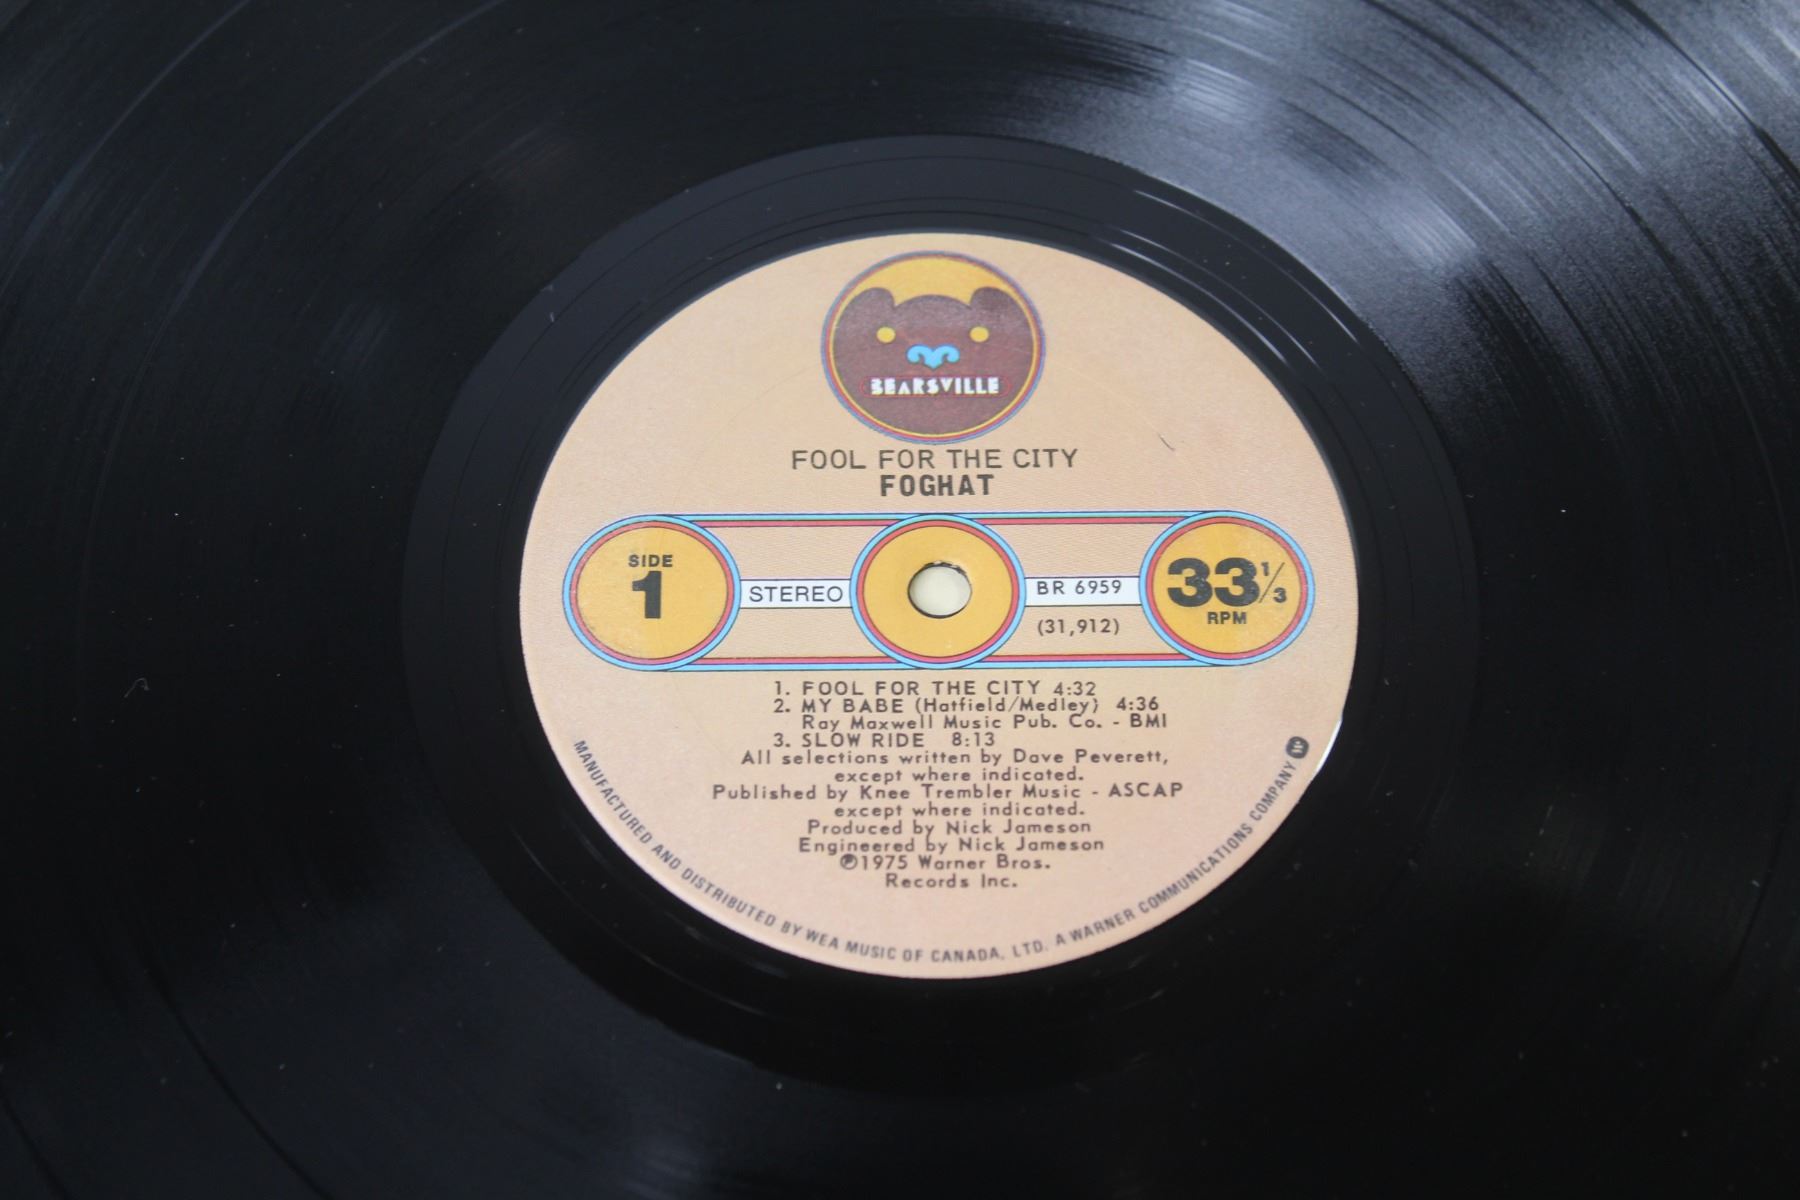 BEARSVILLE
FOOL FOR THE CITY
FOGHAT
SIDE
1
STEREO
BR 6959
(31,912)
33 1/3
RPM
1. FOOL FOR THE CITY 4:32
2. MY BABE (Hatfield/Medley) 4:36
Ray Maxwell Music Pub. Co. - BMI
3. SLOW RIDE 8:13
All selections written by Dave Peverett,
except where indicated.
Published by Knee Trembler Music - ASCAP
except where indicated.
Produced by Nick Jameson
Engineered by Nick Jameson
℗1975 Warner Bros.
Records Inc.
MANUFACTURED AND DISTRIBUTED BY WEA MUSIC OF CANADA, LTD. A WARNER COMMUNICATIONS COMPANY